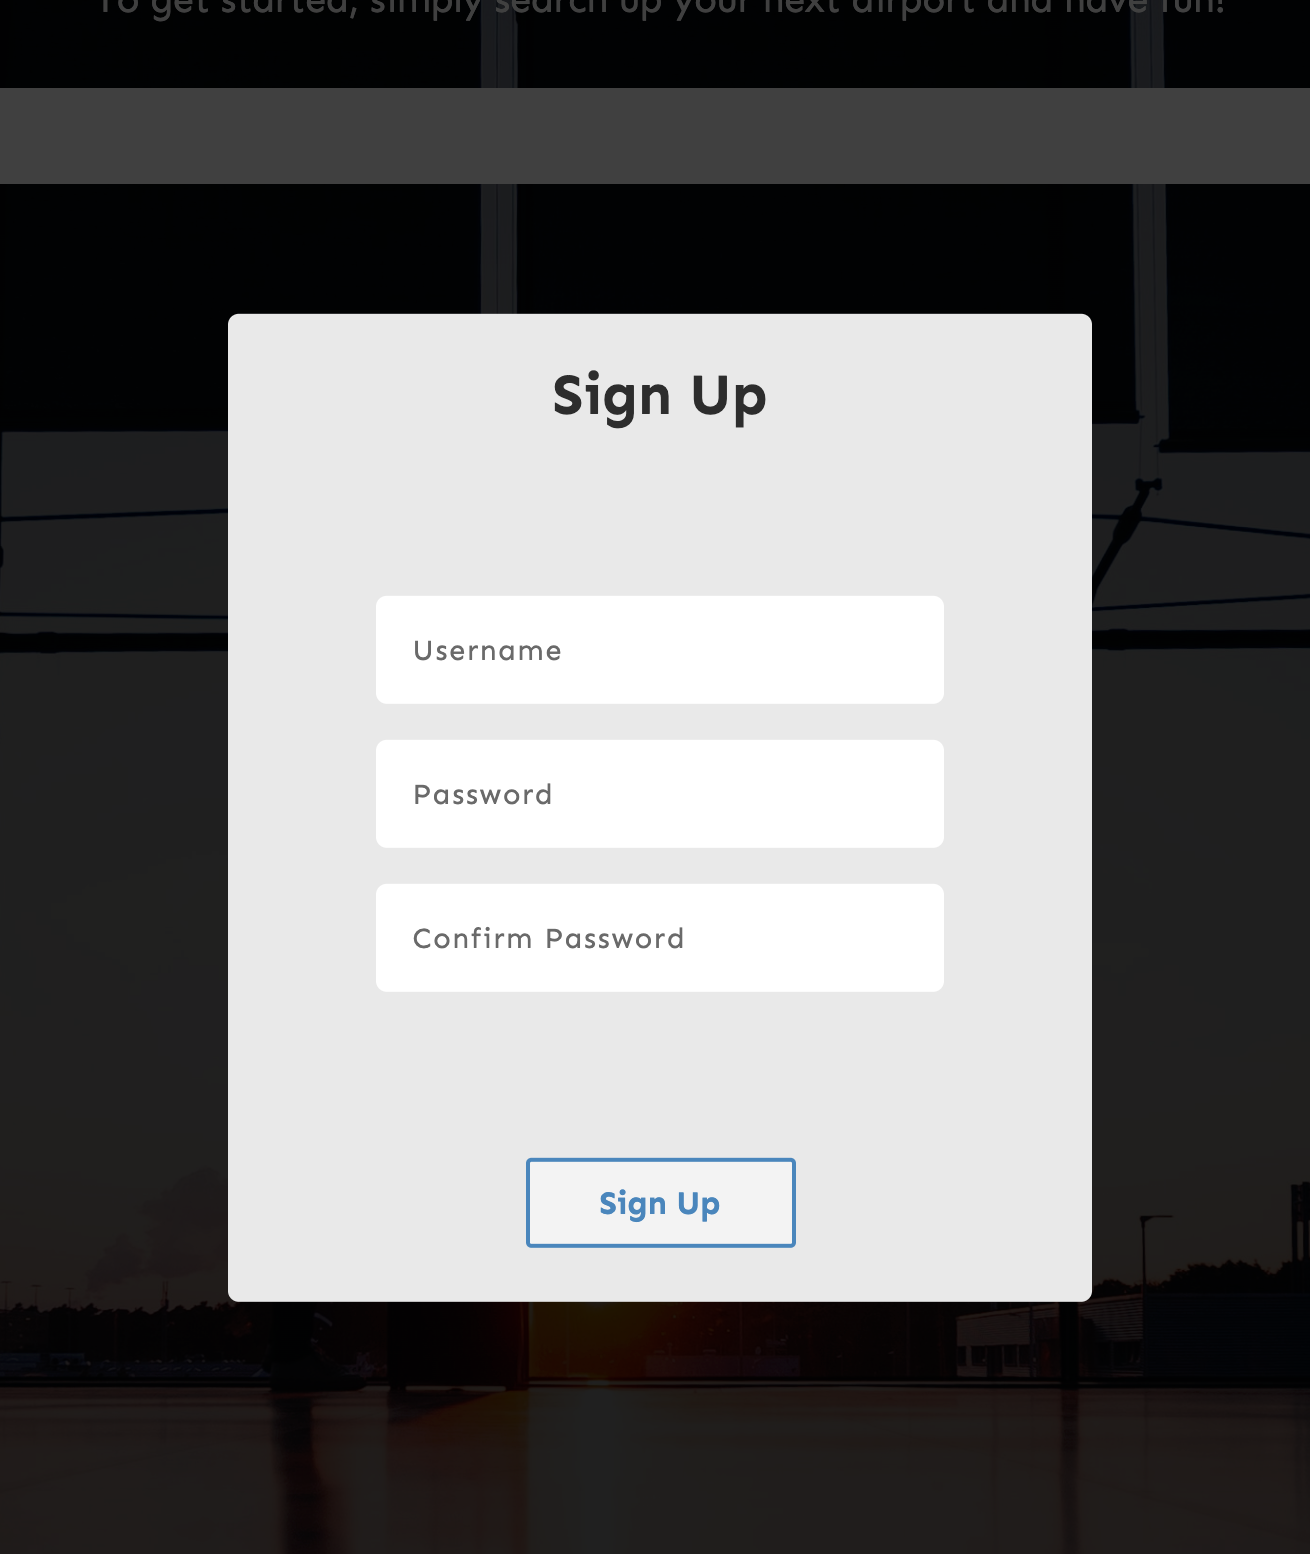 To get started, simply search up your next airport and have fun!
Sign Up
Username
Password
Confirm Password
Sign Up